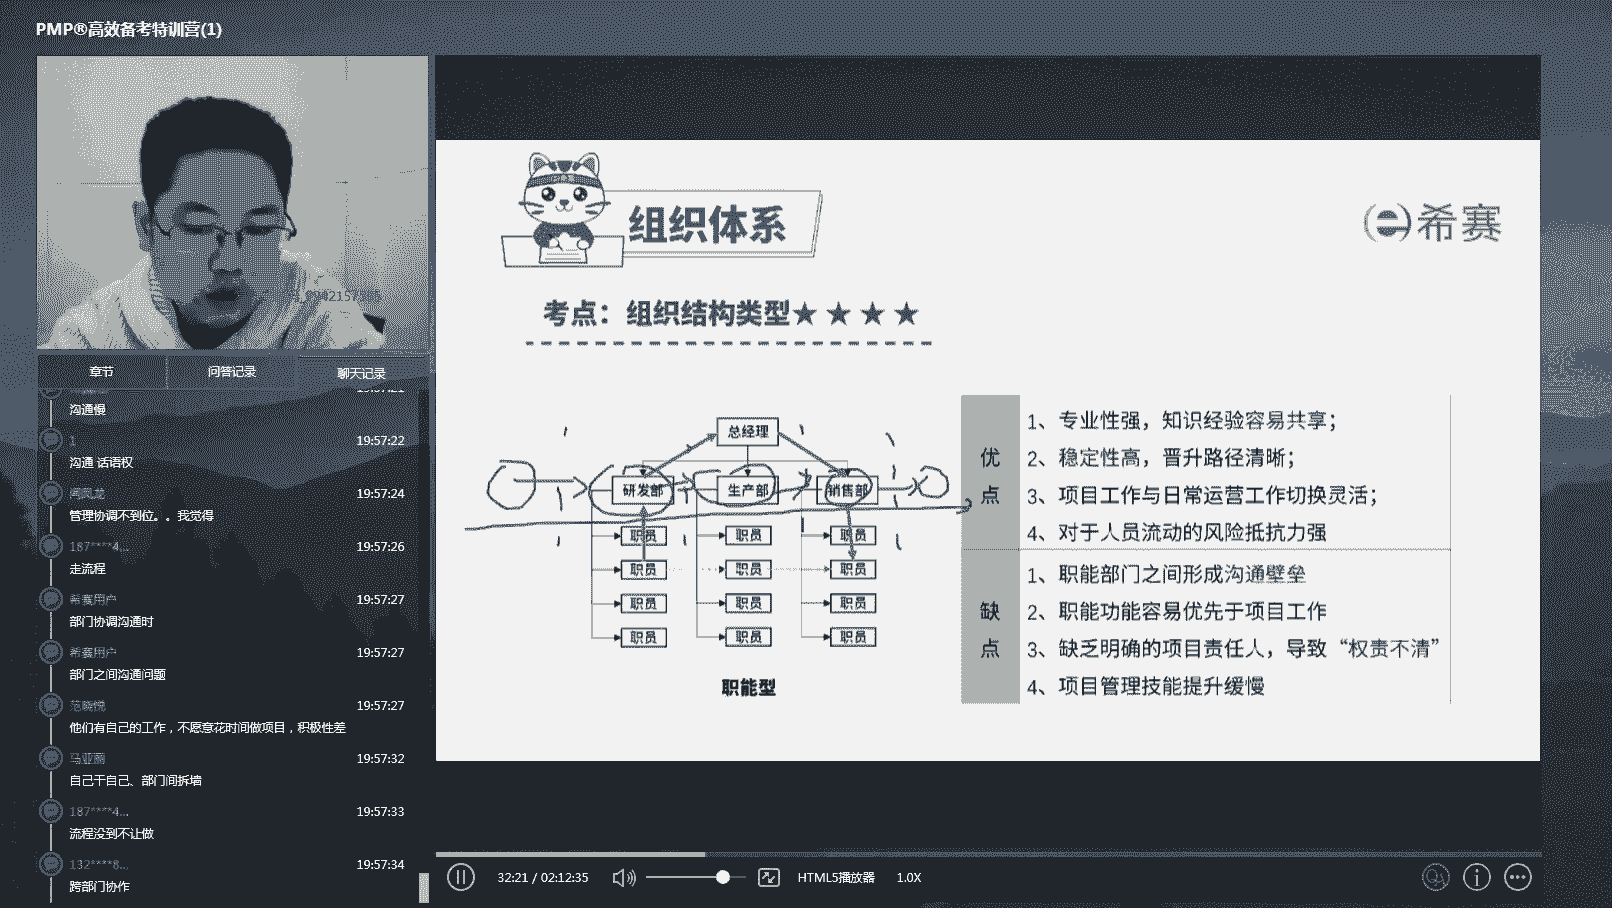 PMP®高效备考特训营(1)
章节
问答记录
聊天记录
沟通慢
1
19:57:22
沟通 话语权
闻凤龙
19:57:24
管理协调不到位。。我觉得
187****4...
19:57:26
走流程
希赛用户
19:57:27
部门协调沟通时
希赛用户
19:57:27
部门之间沟通问题
范晓悦
19:57:27
他们有自己的工作，不愿意花时间做项目，积极性差
19:57:32
自己干自己、部门间拆墙
187****4...
19:57:33
流程没到不让做
132****8...
19:57:34
跨部门协作
组织体系
希赛
考点：组织结构类型★★★★
总经理
研发部
生产部
销售部
职员 职员 职员
职员 职员 职员
职员 职员 职员
职员 职员 职员
职能型
优点
1、专业性强，知识经验容易共享；
2、稳定性高，晋升路径清晰；
3、项目工作与日常运营工作切换灵活；
4、对于人员流动的风险抵抗力强
缺点
1、职能部门之间形成沟通壁垒
2、职能功能容易优先于项目工作
3、缺乏明确的项目责任人，导致“权责不清”
4、项目管理技能提升缓慢
32:21 / 02:12:35
HTML5播放器
1.0X